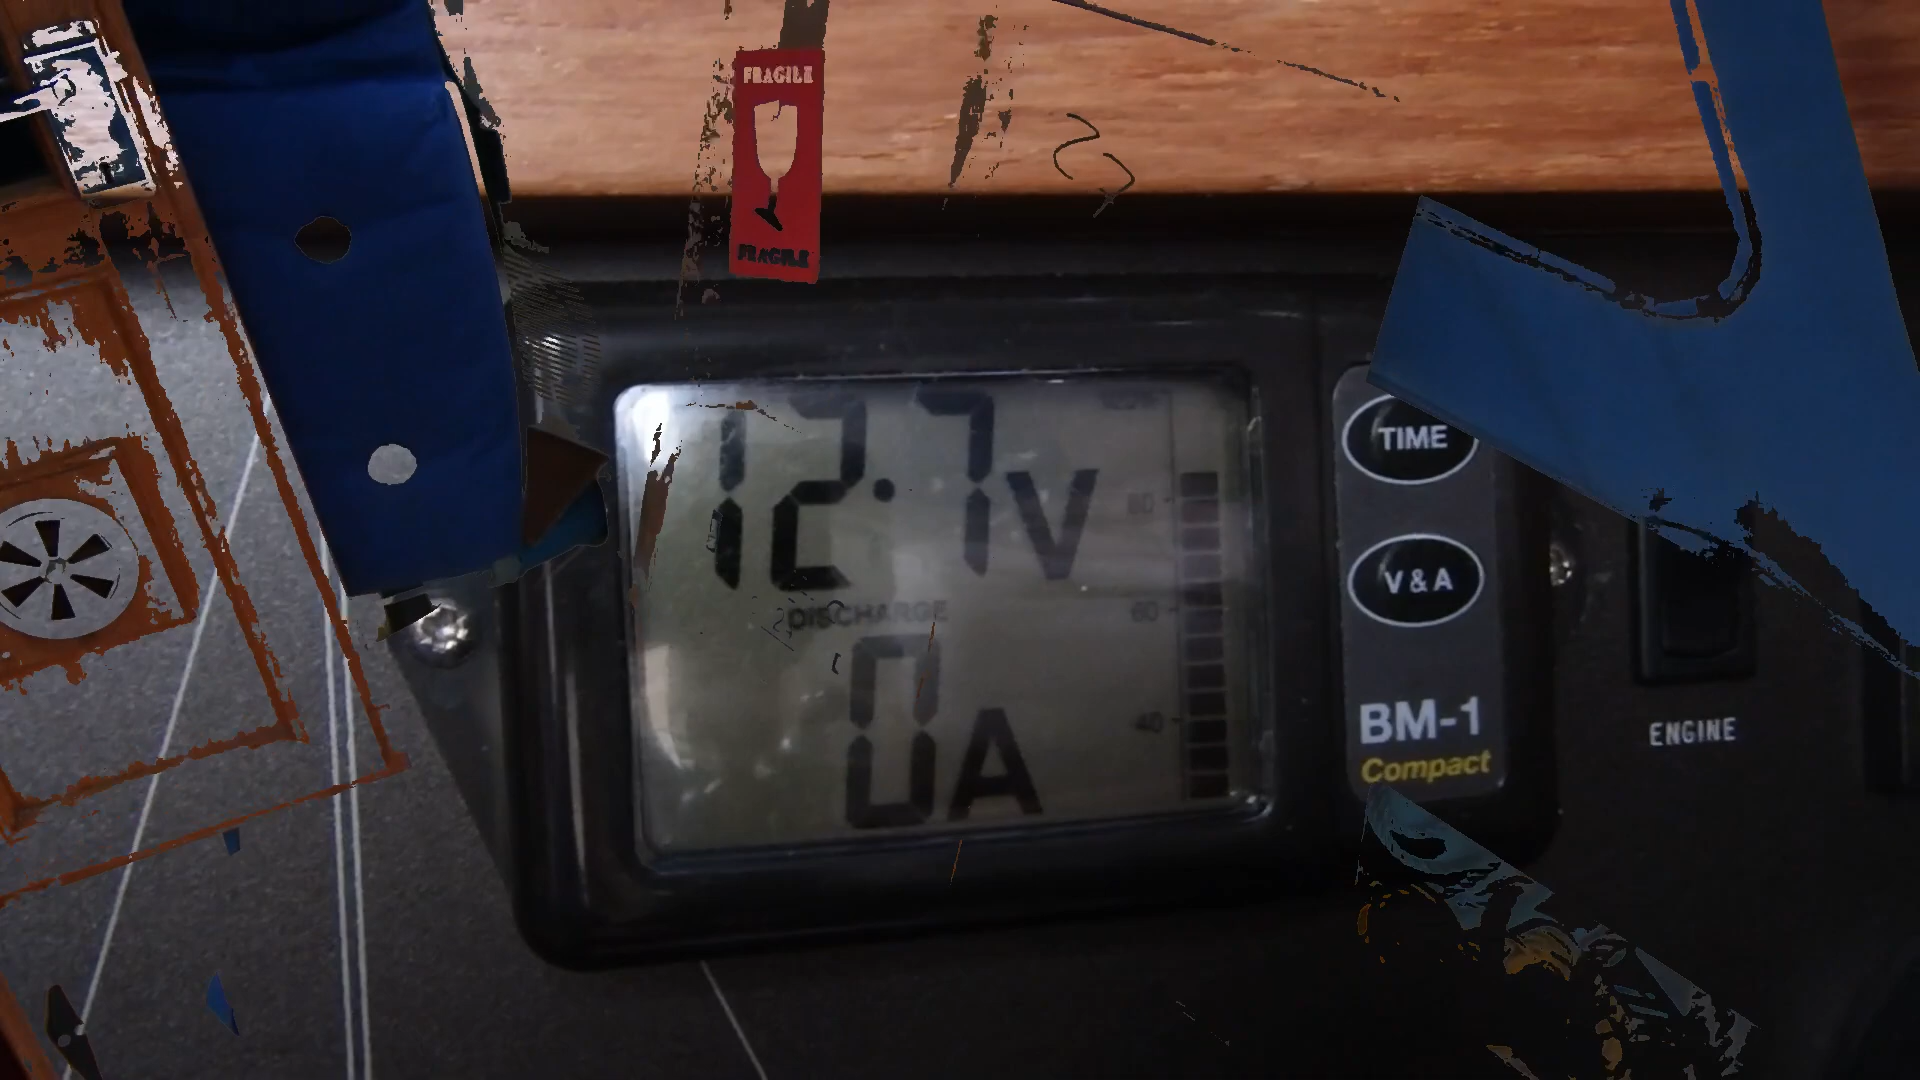 FRAGILE
FRAGILE
12.7V
DISCHARGE
0A
80
60
40
TIME
V & A
BM-1
Compact
ENGINE